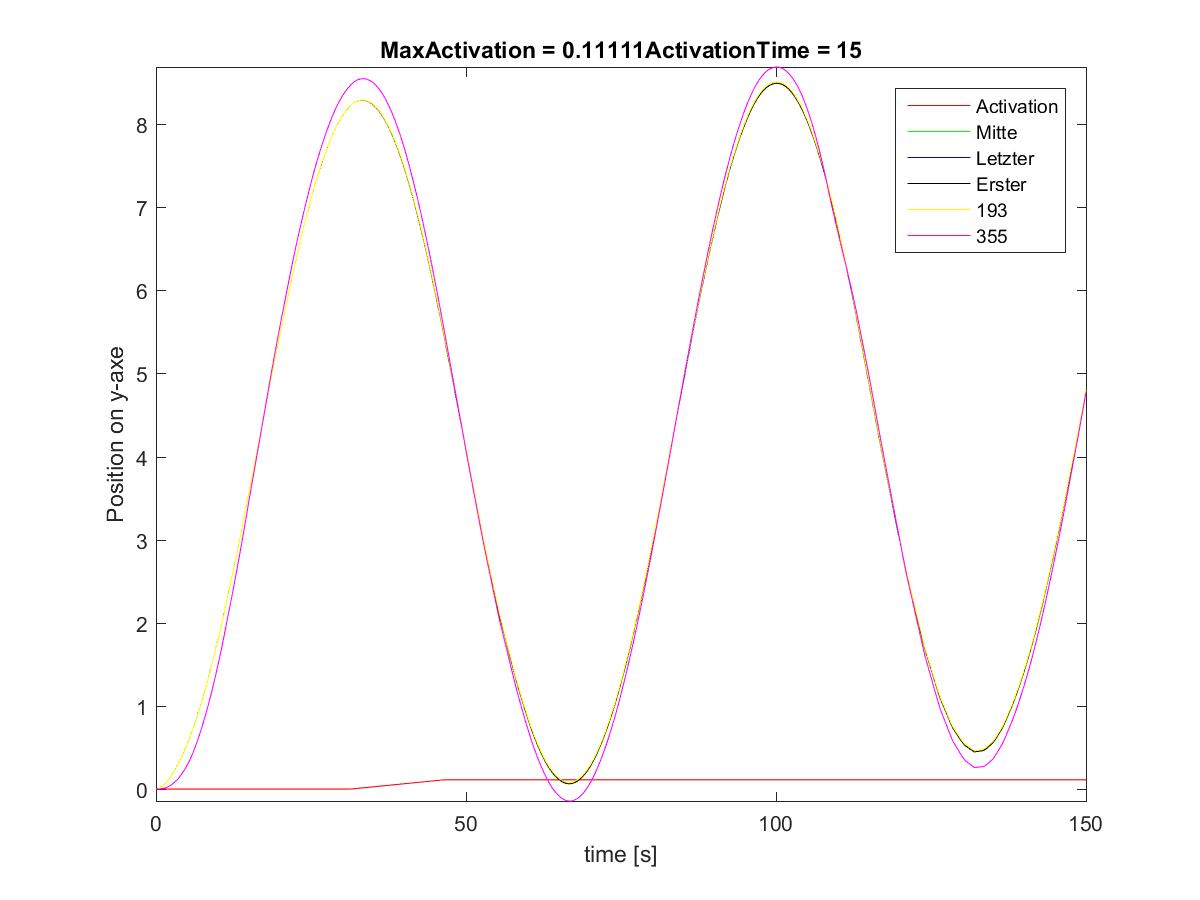 MaxActivation = 0.11111ActivationTime = 15
Activation
Mitte
Letzter
Erster
193
355
8
7
6
5
4
3
2
1
0
Position on y-axe
0 50 100 150
time [s]